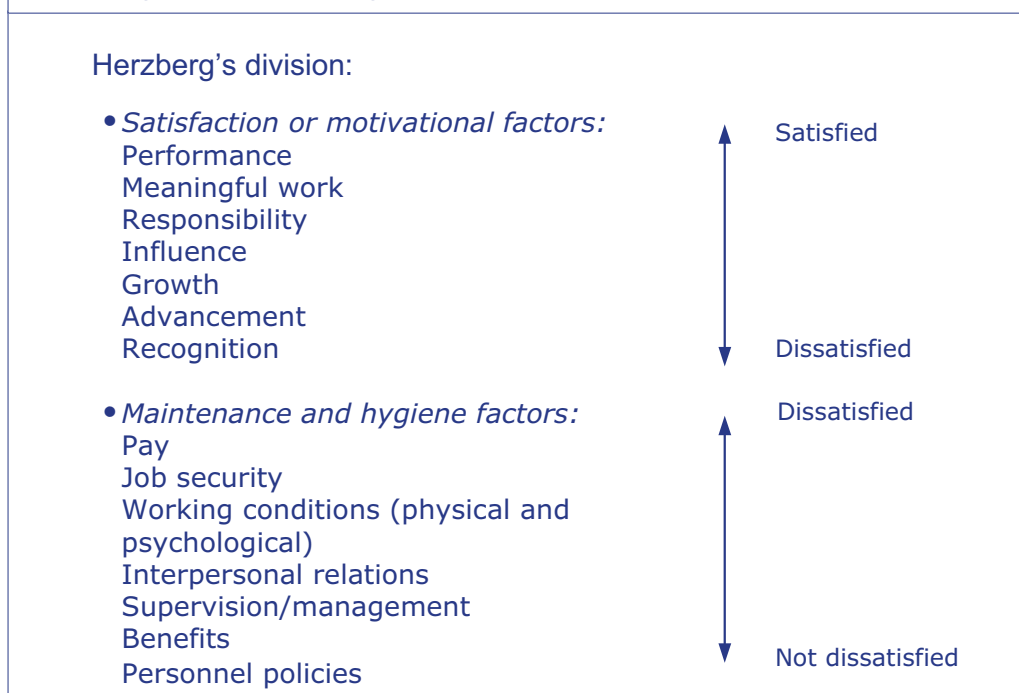 Herzberg’s division:
•Satisfaction or motivational factors:
Performance
Meaningful work
Responsibility
Influence
Growth
Advancement
Recognition
Satisfied
Dissatisfied
•Maintenance and hygiene factors:
Pay
Job security
Working conditions (physical and
psychological)
Interpersonal relations
Supervision/management
Benefits
Personnel policies
Dissatisfied
Not dissatisfied